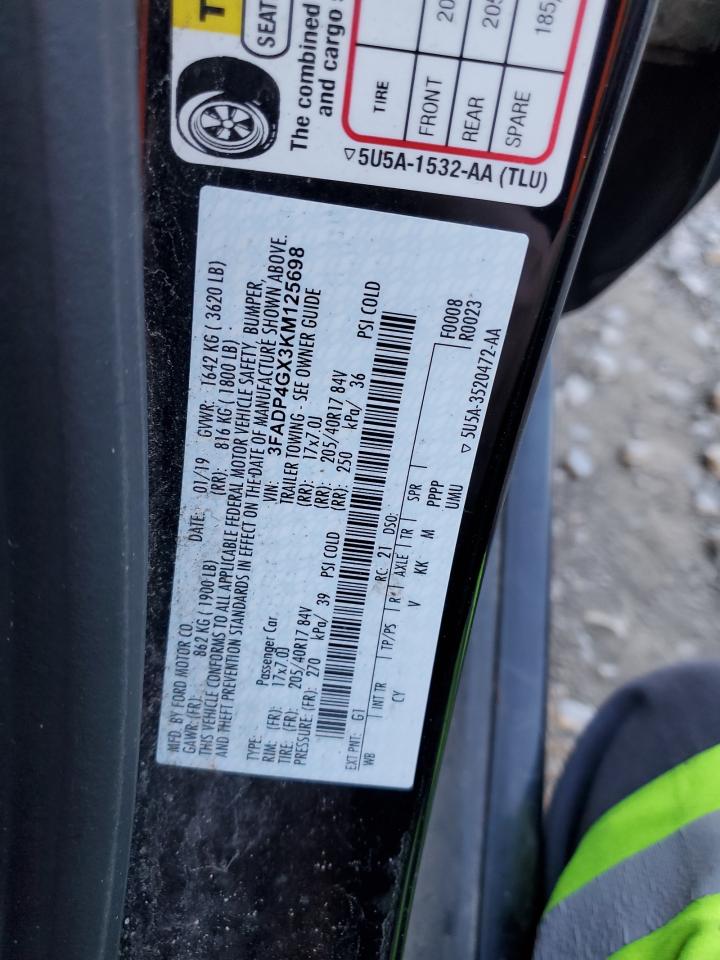 T
SEAT
The combined
and cargo
TIRE
FRONT 20
REAR 205
SPARE 185/
▽5U5A-1532-AA (TLU)
MFD. BY FORD MOTOR CO. DATE: 01/19 GVWR: 1642 KG ( 3620 LB)
GAWR: (FR): 862 KG ( 1900 LB) (RR): 816 KG ( 1800 LB)
THIS VEHICLE CONFORMS TO ALL APPLICABLE FEDERAL MOTOR VEHICLE SAFETY, BUMPER,
AND THEFT PREVENTION STANDARDS IN EFFECT ON THE DATE OF MANUFACTURE SHOWN ABOVE.
VIN: 3FADP4GX3KM125698
TYPE: Passenger Car TRAILER TOWING - SEE OWNER GUIDE
RIM: (FR): 17x7.0J (RR): 17x7.0J
TIRE: (FR): 205/40R17 84V (RR): 205/40R17 84V
PRESSURE (FR): 270 kPa/ 39 PSI COLD (RR): 250 kPa/ 36 PSI COLD
EXT PNT: G1 RC: 21 DSO: F0008
WB INT TR TP/PS R AXLE TR SPR R0023
CY V KK M PPPP
UMU
▽ 5U5A-3520472-AA